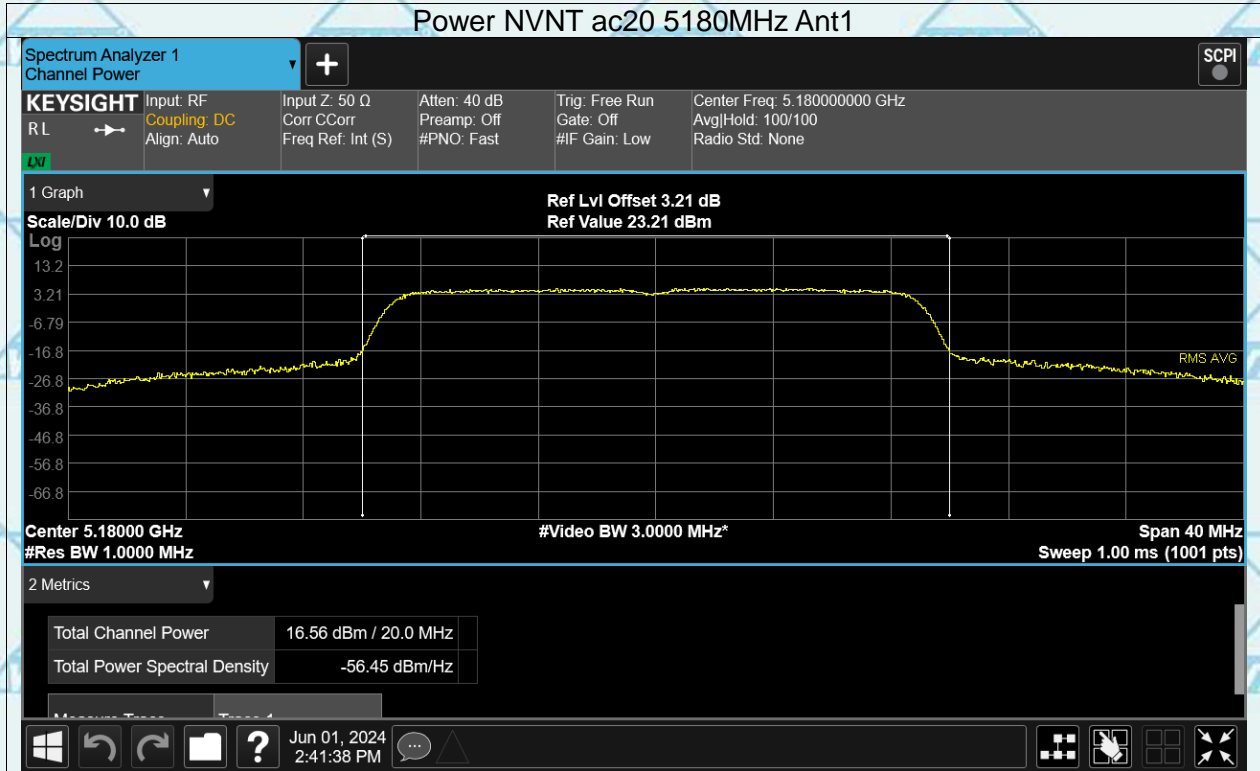 Power NVNT ac20 5180MHz Ant1
Spectrum Analyzer 1
Channel Power
SCPI
KEYSIGHT
R L
LXI
Input: RF
Coupling: DC
Align: Auto
Input Z: 50 Ω
Corr CCorr
Freq Ref: Int (S)
Atten: 40 dB
Preamp: Off
#PNO: Fast
Trig: Free Run
Gate: Off
#IF Gain: Low
Center Freq: 5.180000000 GHz
Avg|Hold: 100/100
Radio Std: None
1 Graph
Ref Lvl Offset 3.21 dB
Scale/Div 10.0 dB
Ref Value 23.21 dBm
Log
13.2
3.21
-6.79
-16.8
-26.8
-36.8
-46.8
-56.8
-66.8
RMS AVG
Center 5.18000 GHz
#Video BW 3.0000 MHz*
Span 40 MHz
#Res BW 1.0000 MHz
Sweep 1.00 ms (1001 pts)
2 Metrics
Total Channel Power 16.56 dBm / 20.0 MHz
Total Power Spectral Density -56.45 dBm/Hz
Measure Trace Trace 1
?
Jun 01, 2024
2:41:38 PM